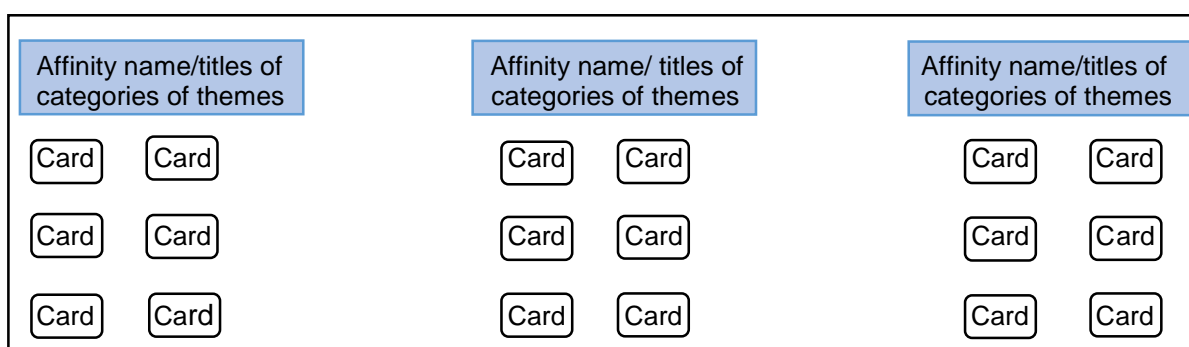 Affinity name/titles of
categories of themes
Affinity name/ titles of
categories of themes
Affinity name/titles of
categories of themes
Card Card Card Card Card Card
Card Card Card Card Card Card
Card Card Card Card Card Card